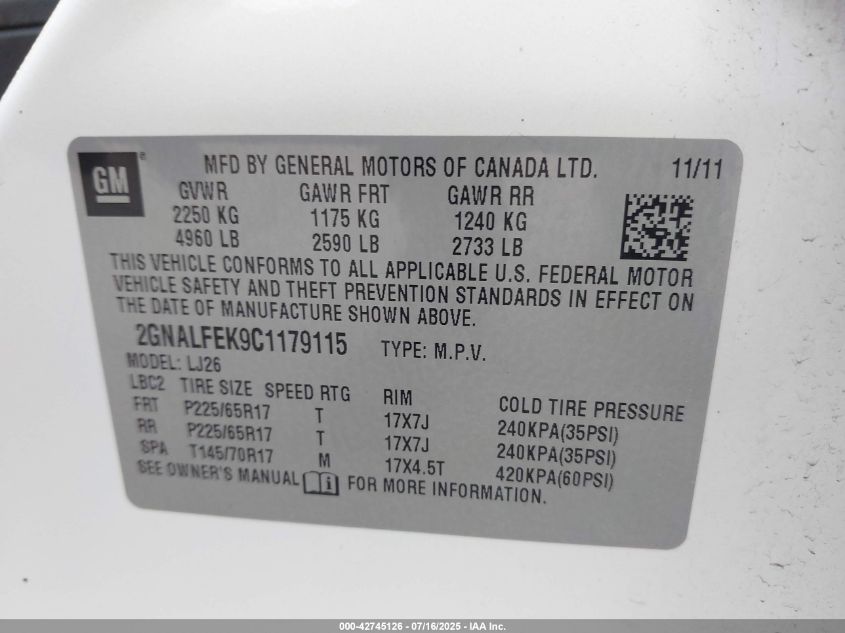 GM ®
MFD BY GENERAL MOTORS OF CANADA LTD. 11/11
GVWR GAWR FRT GAWR RR
2250 KG 1175 KG 1240 KG
4960 LB 2590 LB 2733 LB
THIS VEHICLE CONFORMS TO ALL APPLICABLE U.S. FEDERAL MOTOR
VEHICLE SAFETY AND THEFT PREVENTION STANDARDS IN EFFECT ON
THE DATE OF MANUFACTURE SHOWN ABOVE.
2GNALFEK9C1179115 TYPE: M.P.V.
MODEL: LJ26
LBC2 TIRE SIZE SPEED RTG RIM COLD TIRE PRESSURE
FRT P225/65R17 T 17X7J 240KPA(35PSI)
RR P225/65R17 T 17X7J 240KPA(35PSI)
SPA T145/70R17 M 17X4.5T 420KPA(60PSI)
SEE OWNER'S MANUAL i FOR MORE INFORMATION.
000-42745126 - 07/16/2025 - IAA Inc.